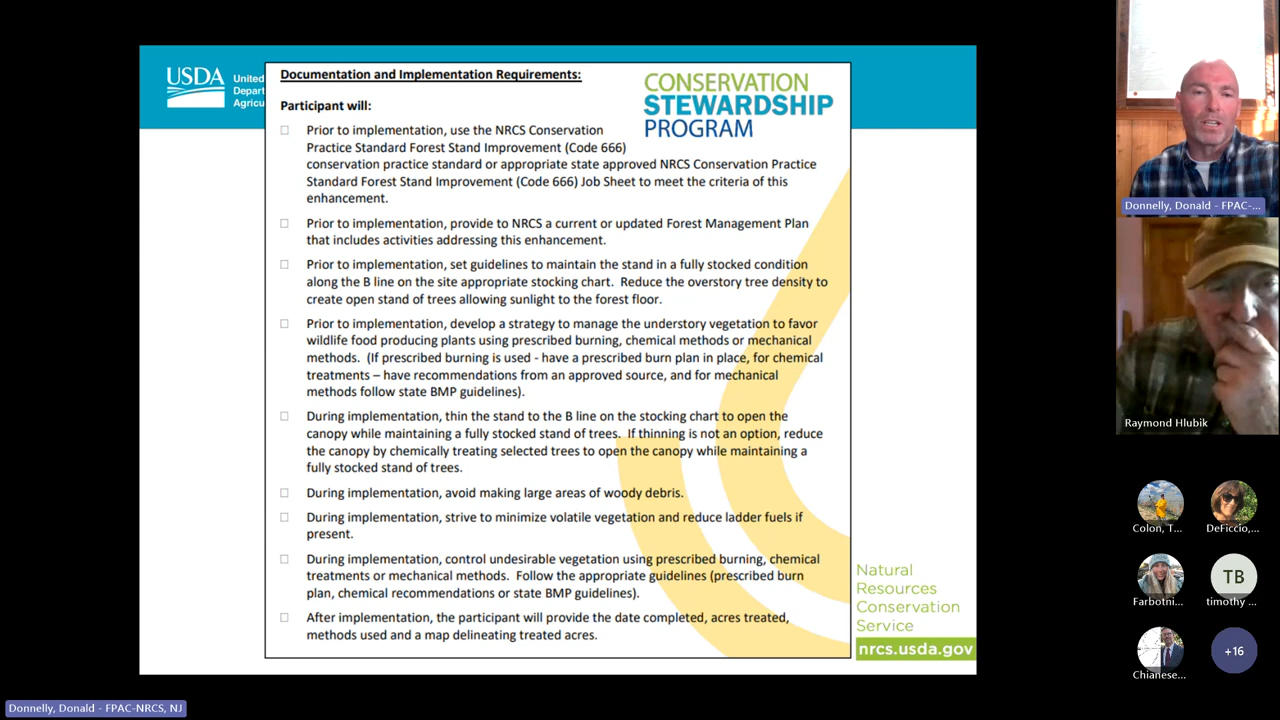 USDA
United
Depar
Agricu
Documentation and Implementation Requirements:
CONSERVATION
STEWARDSHIP
PROGRAM
Participant will:
Prior to implementation, use the NRCS Conservation
Practice Standard Forest Stand Improvement (Code 666)
conservation practice standard or appropriate state approved NRCS Conservation Practice
Standard Forest Stand Improvement (Code 666) Job Sheet to meet the criteria of this
enhancement.
Prior to implementation, provide to NRCS a current or updated Forest Management Plan
that includes activities addressing this enhancement.
Prior to implementation, set guidelines to maintain the stand in a fully stocked condition
along the B line on the site appropriate stocking chart. Reduce the overstory tree density to
create open stand of trees allowing sunlight to the forest floor.
Prior to implementation, develop a strategy to manage the understory vegetation to favor
wildlife food producing plants using prescribed burning, chemical methods or mechanical
methods. (If prescribed burning is used - have a prescribed burn plan in place, for chemical
treatments – have recommendations from an approved source, and for mechanical
methods follow state BMP guidelines).
During implementation, thin the stand to the B line on the stocking chart to open the
canopy while maintaining a fully stocked stand of trees. If thinning is not an option, reduce
the canopy by chemically treating selected trees to open the canopy while maintaining a
fully stocked stand of trees.
During implementation, avoid making large areas of woody debris.
During implementation, strive to minimize volatile vegetation and reduce ladder fuels if
present.
During implementation, control undesirable vegetation using prescribed burning, chemical
treatments or mechanical methods. Follow the appropriate guidelines (prescribed burn
plan, chemical recommendations or state BMP guidelines).
After implementation, the participant will provide the date completed, acres treated,
methods used and a map delineating treated acres.
Natural
Resources
Conservation
Service
nrcs.usda.gov
Donnelly, Donald - FPAC-...
Raymond Hlubik
Colon, T...
DeFiccio,...
Farbotni...
TB
timothy ...
Chianese...
+16
Donnelly, Donald - FPAC-NRCS, NJ